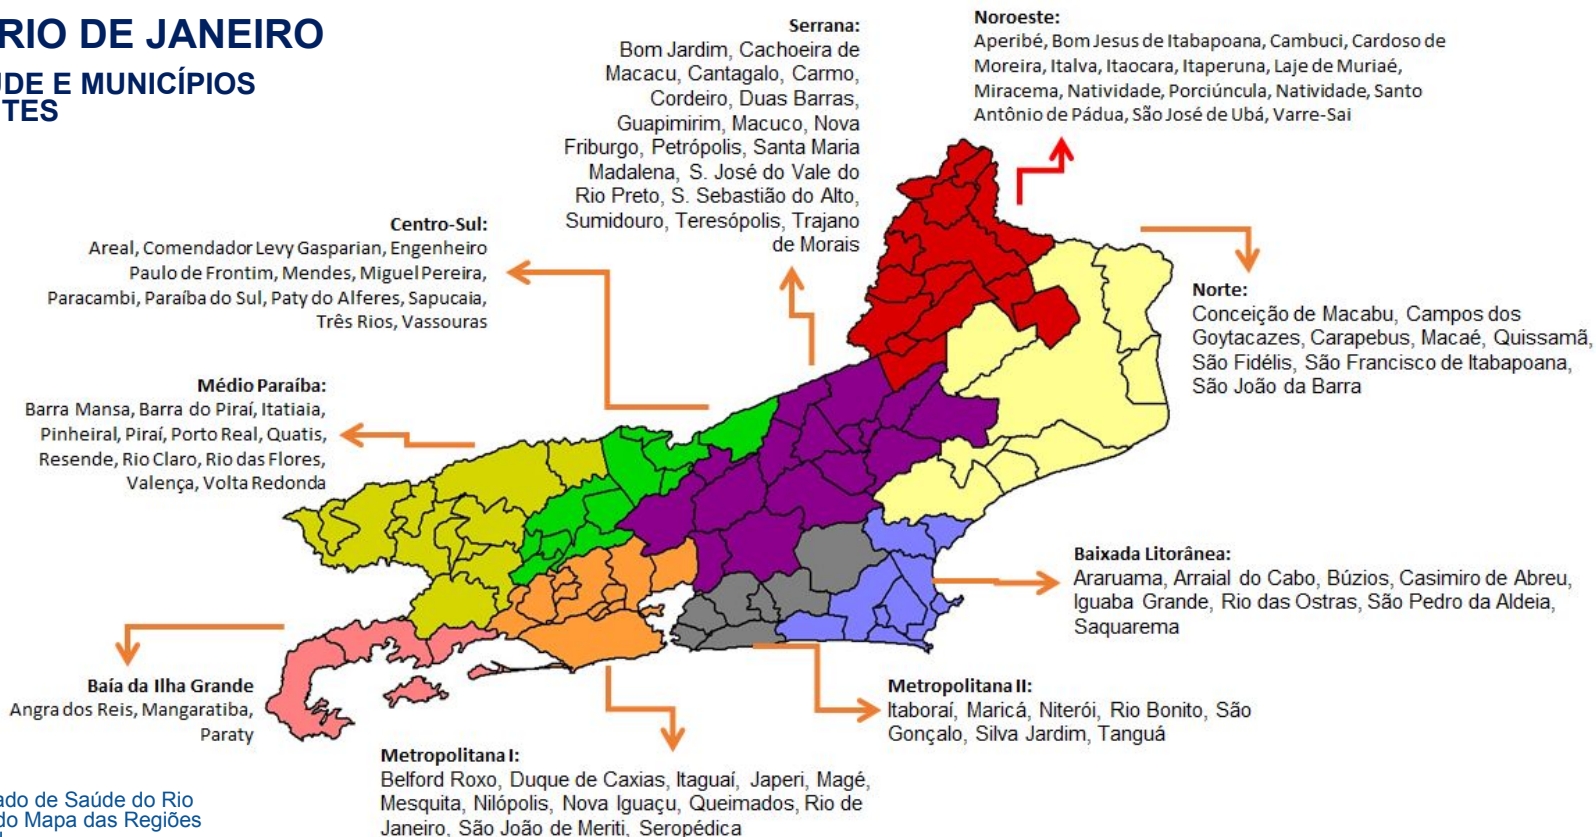 RIO DE JANEIRO
ÚDE E MUNICÍPIOS
TES
Serrana:
Bom Jardim, Cachoeira de
Macacu, Cantagalo, Carmo,
Cordeiro, Duas Barras,
Guapimirim, Macuco, Nova
Friburgo, Petrópolis, Santa Maria
Madalena, S. José do Vale do
Rio Preto, S. Sebastião do Alto,
Sumidouro, Teresópolis, Trajano
de Morais
Noroeste:
Aperibé, Bom Jesus de Itabapoana, Cambuci, Cardoso de
Moreira, Italva, Itaocara, Itaperuna, Laje de Muriaé,
Miracema, Natividade, Porciúncula, Natividade, Santo
Antônio de Pádua, São José de Ubá, Varre-Sai
Centro-Sul:
Areal, Comendador Levy Gasparian, Engenheiro
Paulo de Frontim, Mendes, Miguel Pereira,
Paracambi, Paraíba do Sul, Paty do Alferes, Sapucaia,
Três Rios, Vassouras
Norte:
Conceição de Macabu, Campos dos
Goytacazes, Carapebus, Macaé, Quissamã,
São Fidélis, São Francisco de Itabapoana,
São João da Barra
Médio Paraíba:
Barra Mansa, Barra do Piraí, Itatiaia,
Pinheiral, Piraí, Porto Real, Quatis,
Resende, Rio Claro, Rio das Flores,
Valença, Volta Redonda
Baixada Litorânea:
Araruama, Arraial do Cabo, Búzios, Casimiro de Abreu,
Iguaba Grande, Rio das Ostras, São Pedro da Aldeia,
Saquarema
Baía da Ilha Grande
Angra dos Reis, Mangaratiba,
Paraty
Metropolitana II:
Itaboraí, Maricá, Niterói, Rio Bonito, São
Gonçalo, Silva Jardim, Tanguá
Metropolitana I:
Belford Roxo, Duque de Caxias, Itaguaí, Japeri, Magé,
Mesquita, Nilópolis, Nova Iguaçu, Queimados, Rio de
Janeiro, São João de Meriti, Seropédica
ado de Saúde do Rio
do Mapa das Regiões